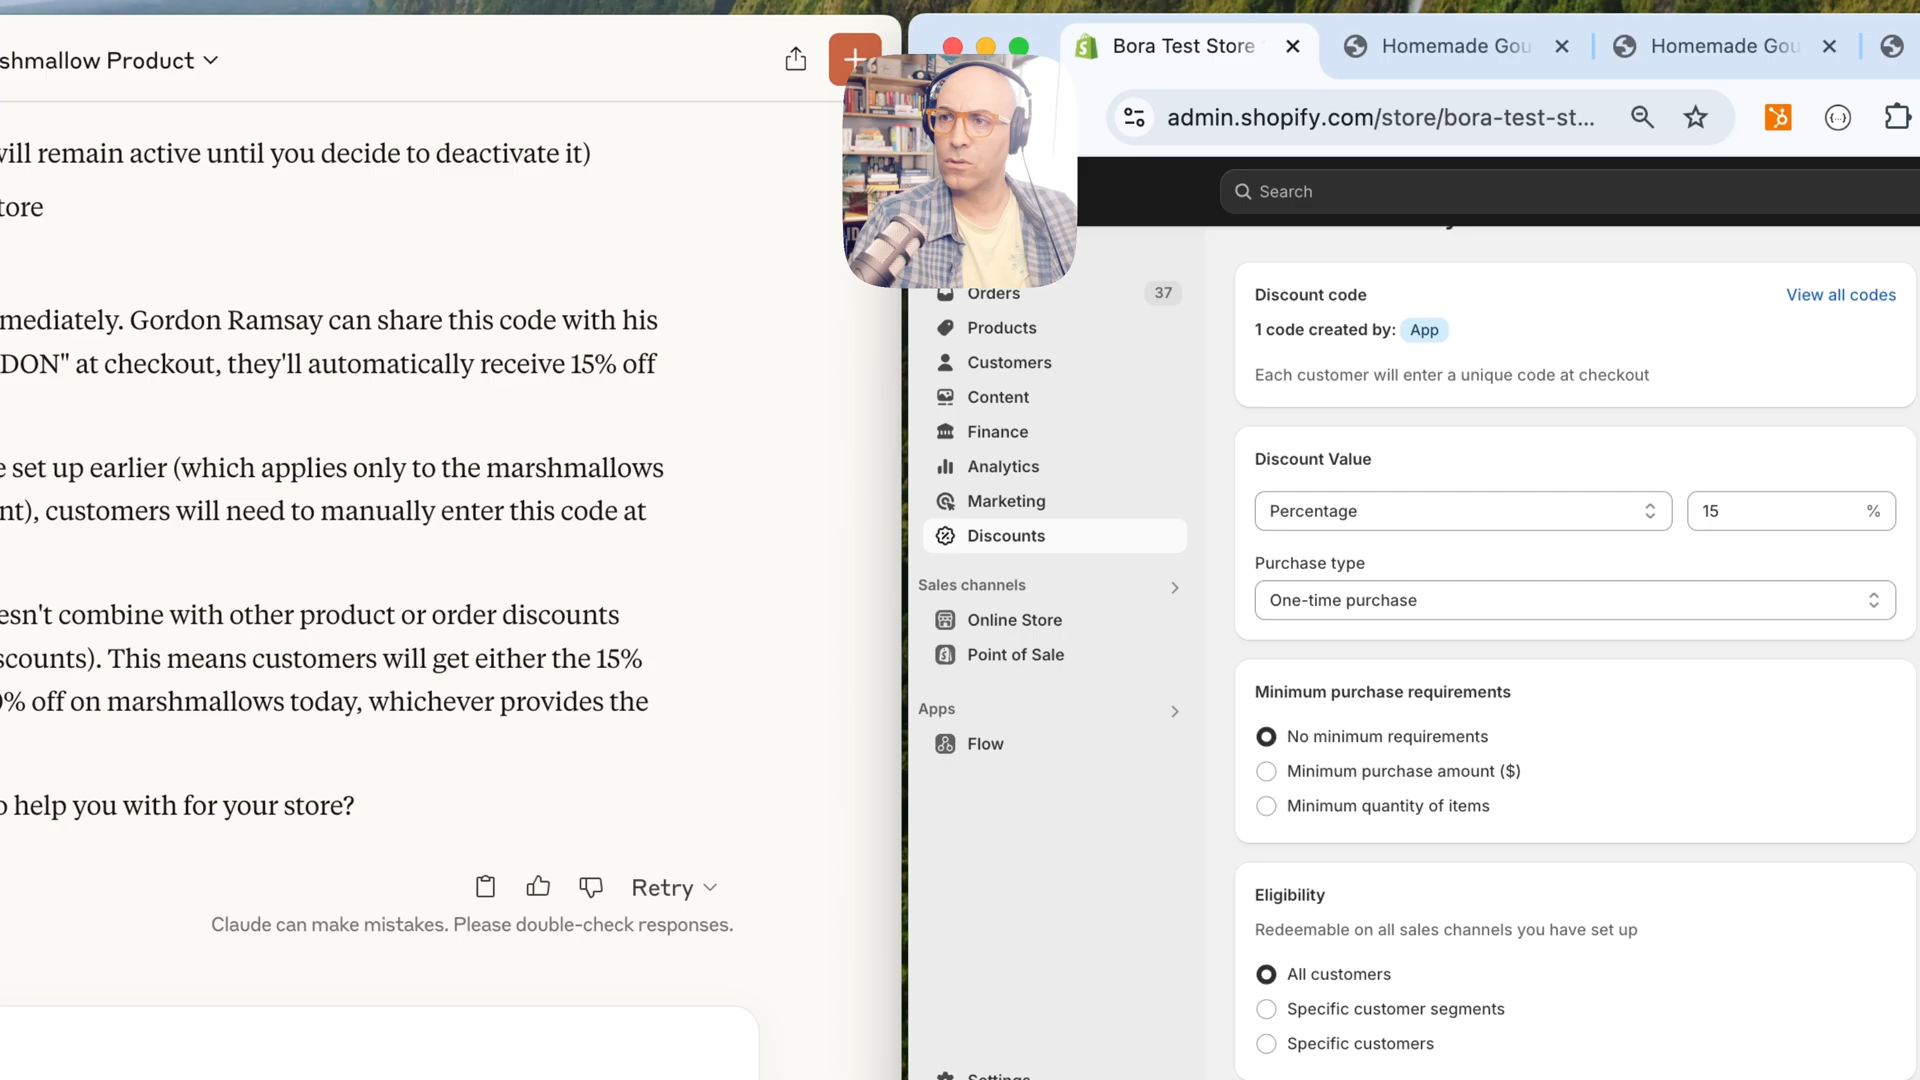 shmallow Product
will remain active until you decide to deactivate it)
tore
mediately. Gordon Ramsay can share this code with his
DON" at checkout, they'll automatically receive 15% off
e set up earlier (which applies only to the marshmallows
nt), customers will need to manually enter this code at
esn't combine with other product or order discounts
scounts). This means customers will get either the 15%
0% off on marshmallows today, whichever provides the
o help you with for your store?
Retry
Claude can make mistakes. Please double-check responses.
Bora Test Store
Homemade Gou
Homemade Gou
admin.shopify.com/store/bora-test-st...
Search
Orders
37
Products
Customers
Content
Finance
Analytics
Marketing
Discounts
Sales channels
Online Store
Point of Sale
Apps
Flow
Settings
Discount code
View all codes
1 code created by: App
Each customer will enter a unique code at checkout
Discount Value
Percentage
15 %
Purchase type
One-time purchase
Minimum purchase requirements
No minimum requirements
Minimum purchase amount ($)
Minimum quantity of items
Eligibility
Redeemable on all sales channels you have set up
All customers
Specific customer segments
Specific customers